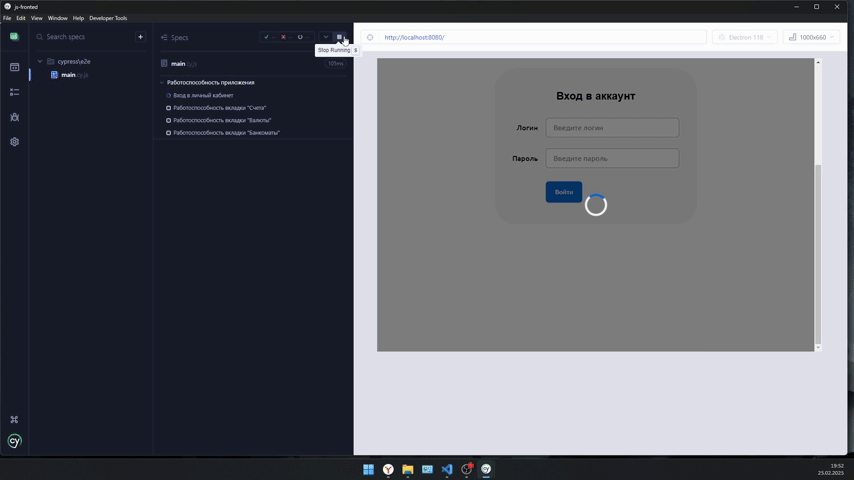 js-fronted
File Edit View Window Help Developer Tools
Search specs
Specs
http://localhost:8080/
Electron 118
1000x660
Stop Running S
cypress\e2e
main.cy.js
main.cy.js
Работоспособность приложения
Вход в личный кабинет
Работоспособность вкладки "Счета"
Работоспособность вкладки "Валюты"
Работоспособность вкладки "Банкоматы"
Вход в аккаунт
Логин Введите логин
Пароль Введите пароль
Войти
cy
19:52
25.02.2025